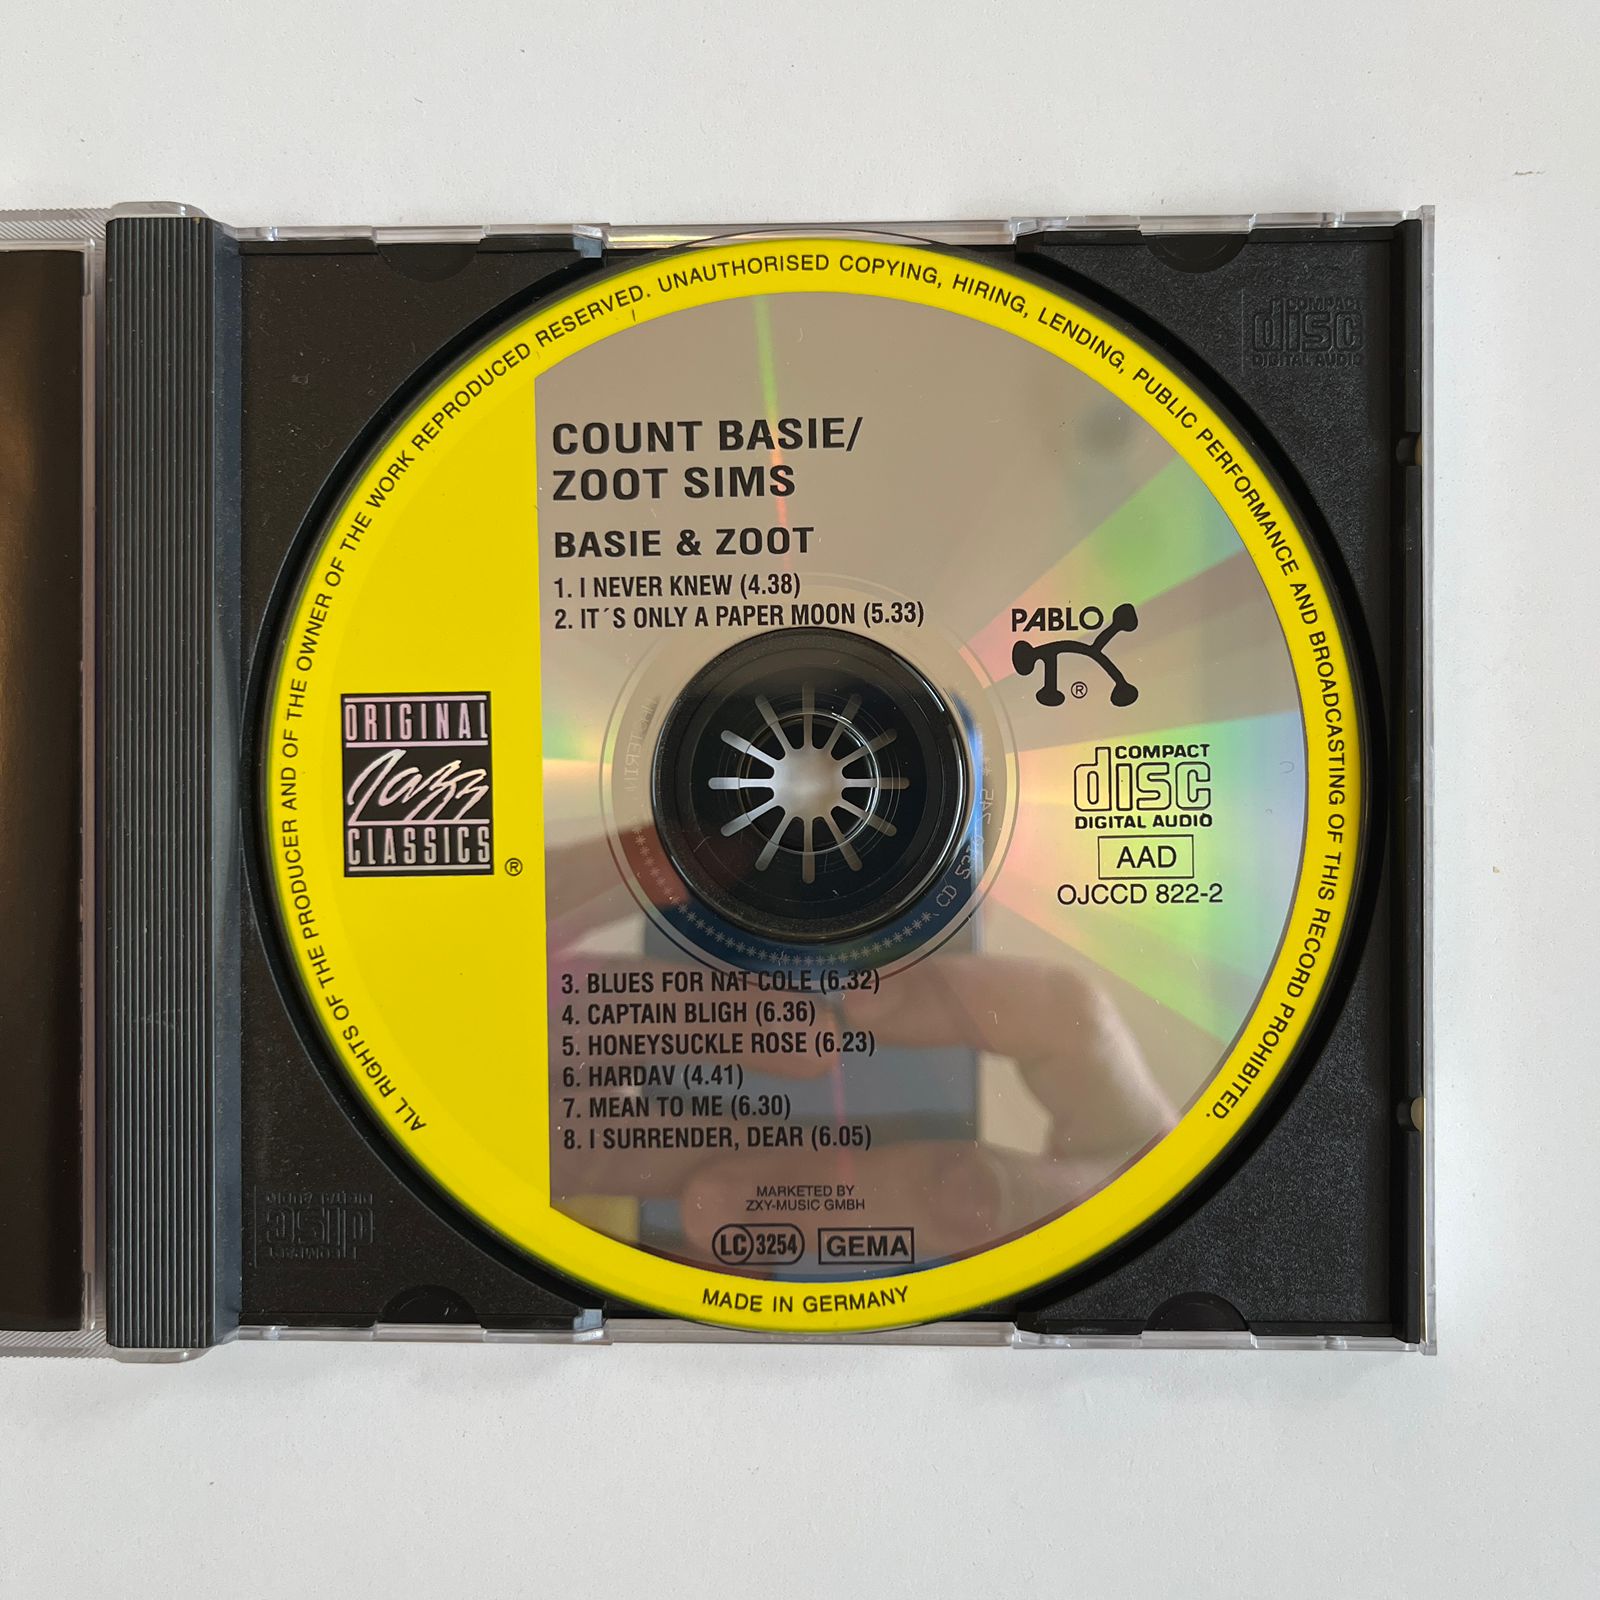 ALL RIGHTS OF THE PRODUCER AND OF THE OWNER OF THE WORK REPRODUCED RESERVED. UNAUTHORISED COPYING, HIRING, LENDING, PUBLIC PERFORMANCE AND BROADCASTING OF THIS RECORD PROHIBITED.
COUNT BASIE/
ZOOT SIMS
BASIE & ZOOT
1. I NEVER KNEW (4.38)
2. IT´S ONLY A PAPER MOON (5.33)
PABLO
®
ORIGINAL
Jazz
CLASSICS
®
COMPACT
disc
DIGITAL AUDIO
AAD
OJCCD 822-2
3. BLUES FOR NAT COLE (6.32)
4. CAPTAIN BLIGH (6.36)
5. HONEYSUCKLE ROSE (6.23)
6. HARDAV (4.41)
7. MEAN TO ME (6.30)
8. I SURRENDER, DEAR (6.05)
MARKETED BY
ZXY-MUSIC GMBH
LC 3254
GEMA
MADE IN GERMANY
COMPACT
disc
DIGITAL AUDIO
COMPACT
disc
DIGITAL AUDIO